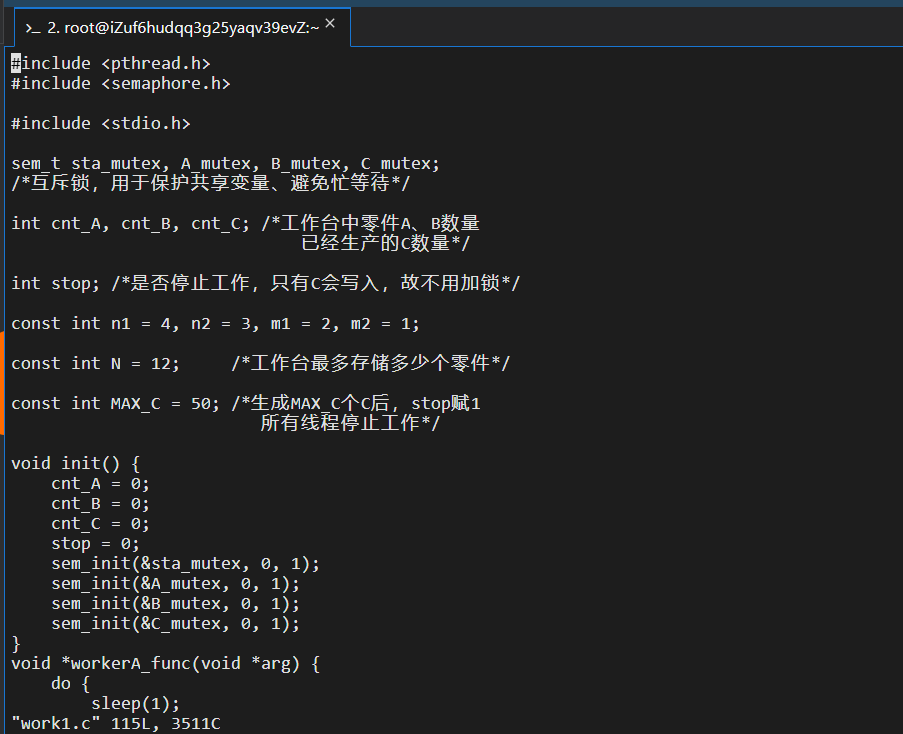 2. root@iZuf6hudqq3g25yaqv39evZ:~ ×
#include <pthread.h>
#include <semaphore.h>
#include <stdio.h>
sem_t sta_mutex, A_mutex, B_mutex, C_mutex;
/*互斥锁，用于保护共享变量、避免忙等待*/
int cnt_A, cnt_B, cnt_C; /*工作台中零件A、B数量
已经生产的C数量*/
int stop; /*是否停止工作，只有C会写入，故不用加锁*/
const int n1 = 4, n2 = 3, m1 = 2, m2 = 1;
const int N = 12;     /*工作台最多存储多少个零件*/
const int MAX_C = 50; /*生成MAX_C个C后，stop赋1
所有线程停止工作*/
void init() {
    cnt_A = 0;
    cnt_B = 0;
    cnt_C = 0;
    stop = 0;
    sem_init(&sta_mutex, 0, 1);
    sem_init(&A_mutex, 0, 1);
    sem_init(&B_mutex, 0, 1);
    sem_init(&C_mutex, 0, 1);
}
void *workerA_func(void *arg) {
    do {
        sleep(1);
"work1.c" 115L, 3511C